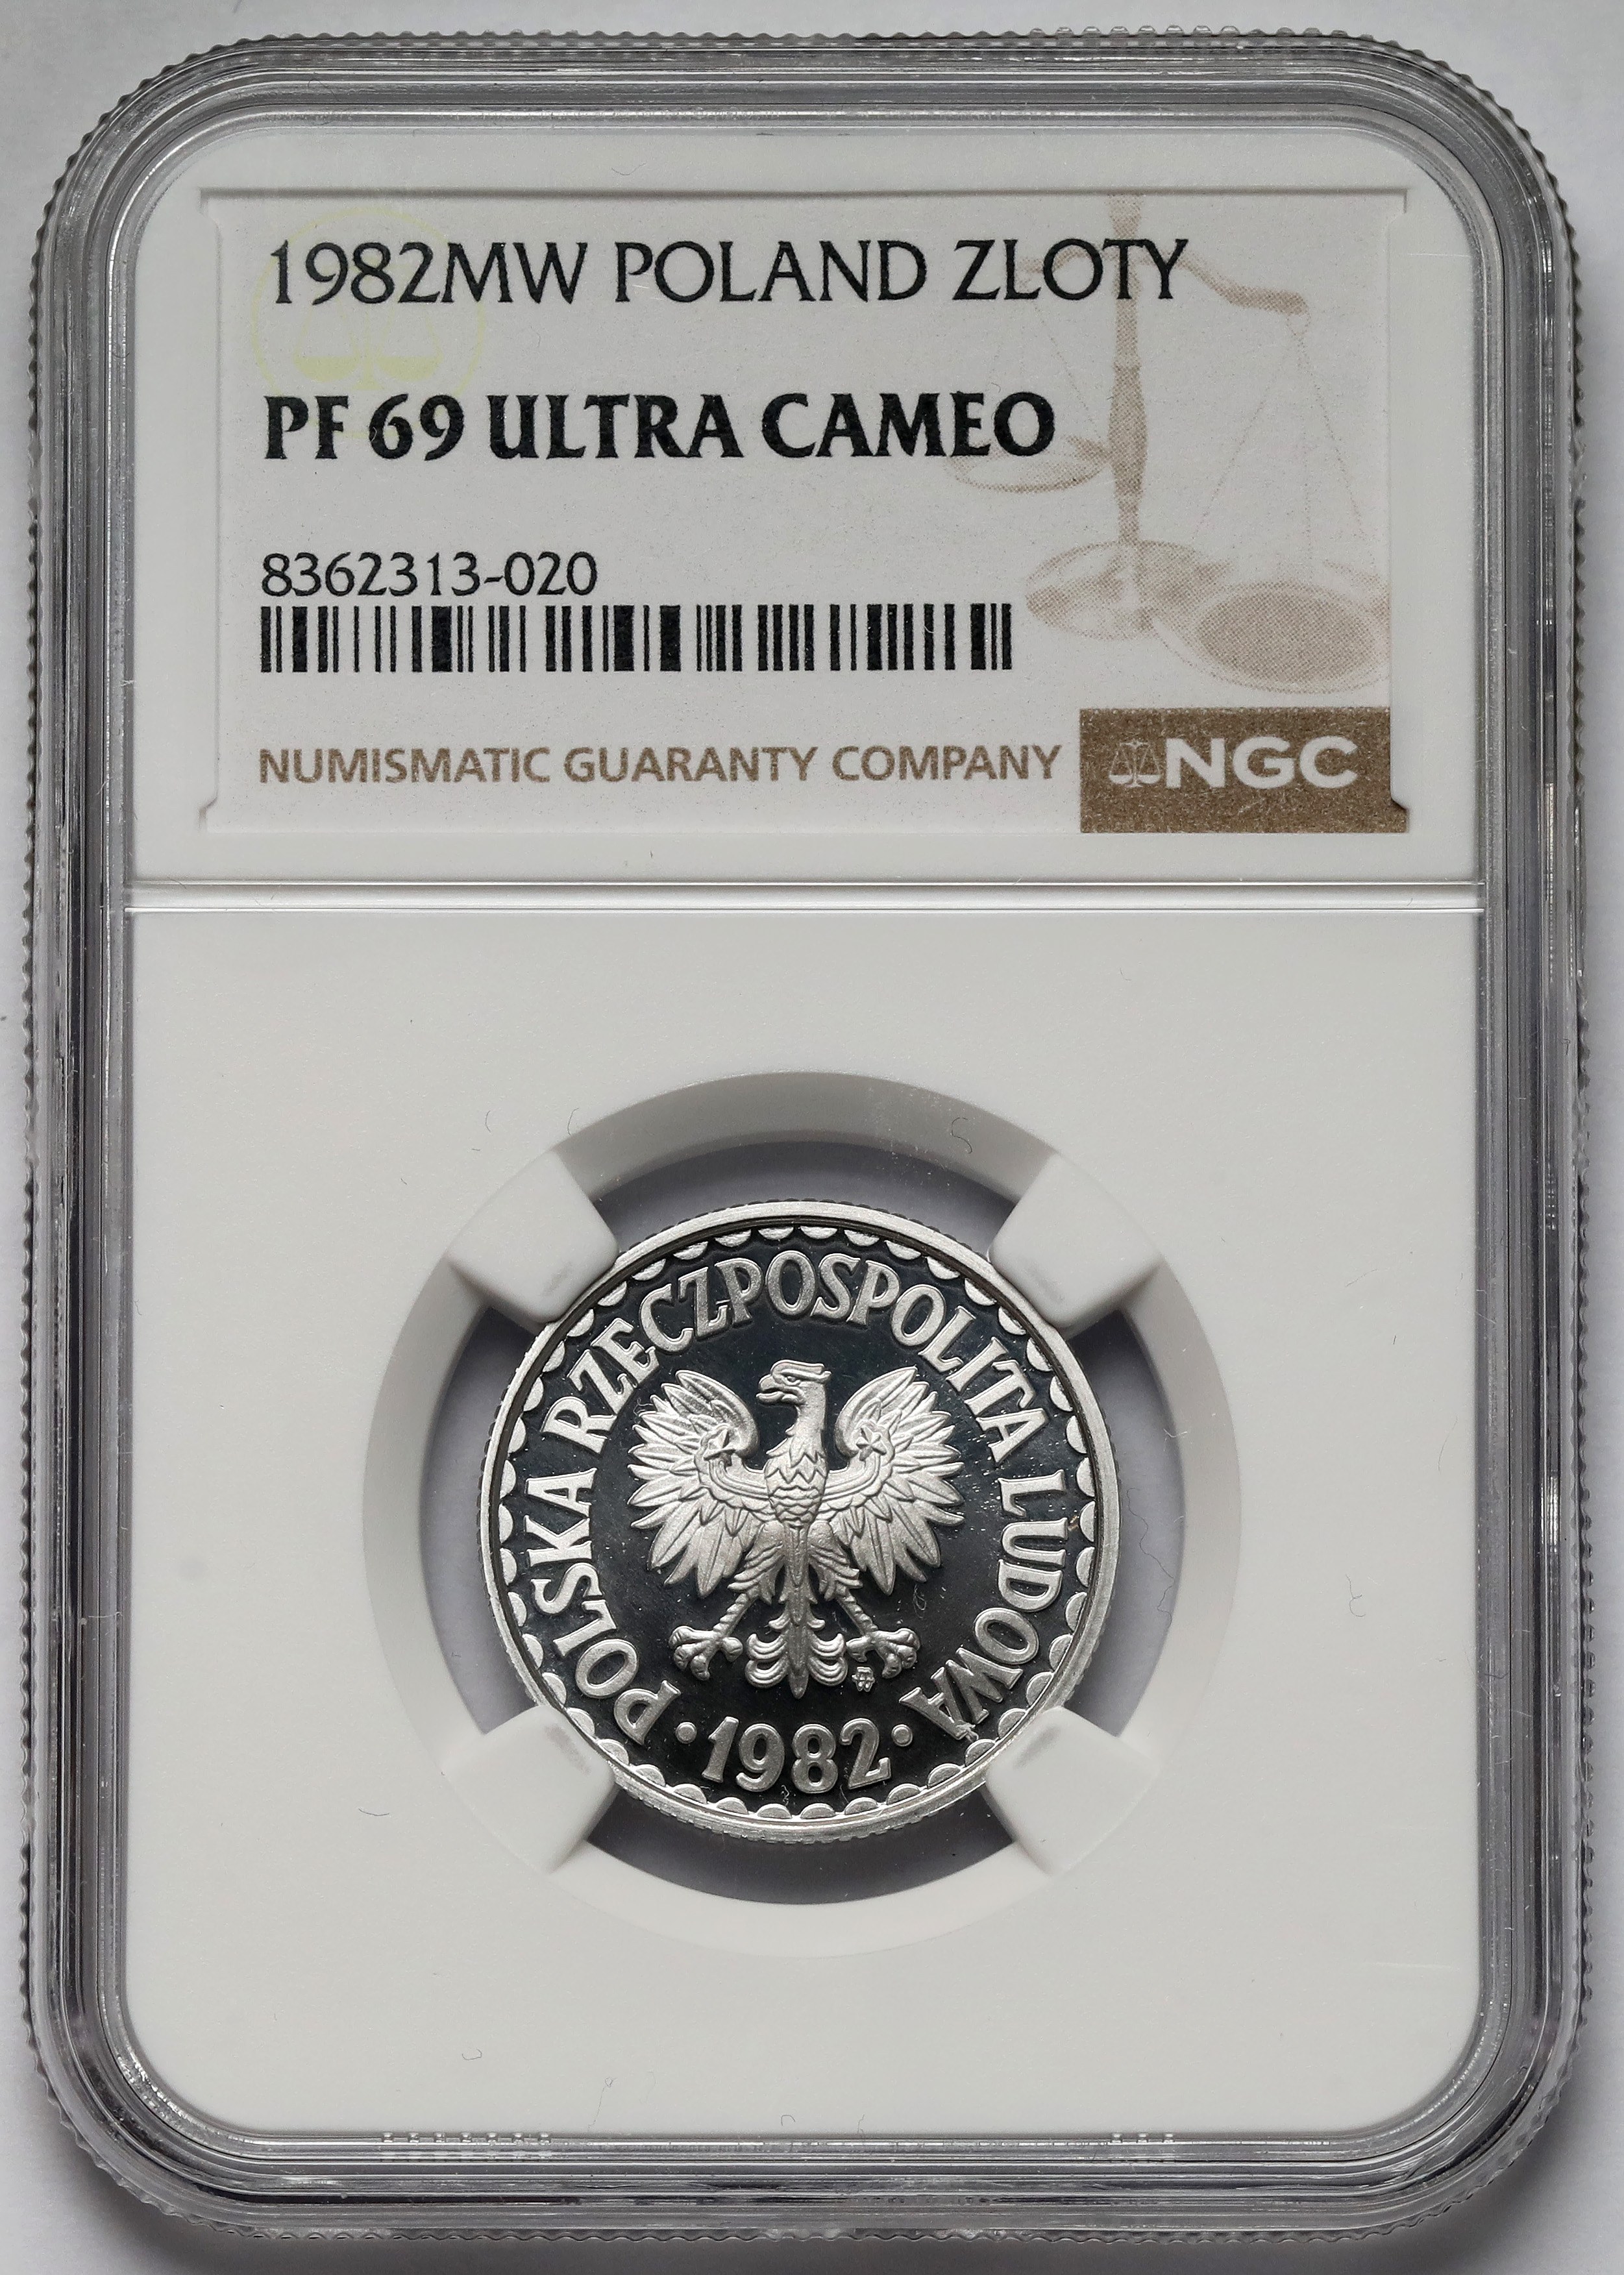 1982MW POLAND ZLOTY
PF 69 ULTRA CAMEO
8362313-020
NUMISMATIC GUARANTY COMPANY NGC
POLSKA RZECZPOSPOLITA LUDOWA
·1982·